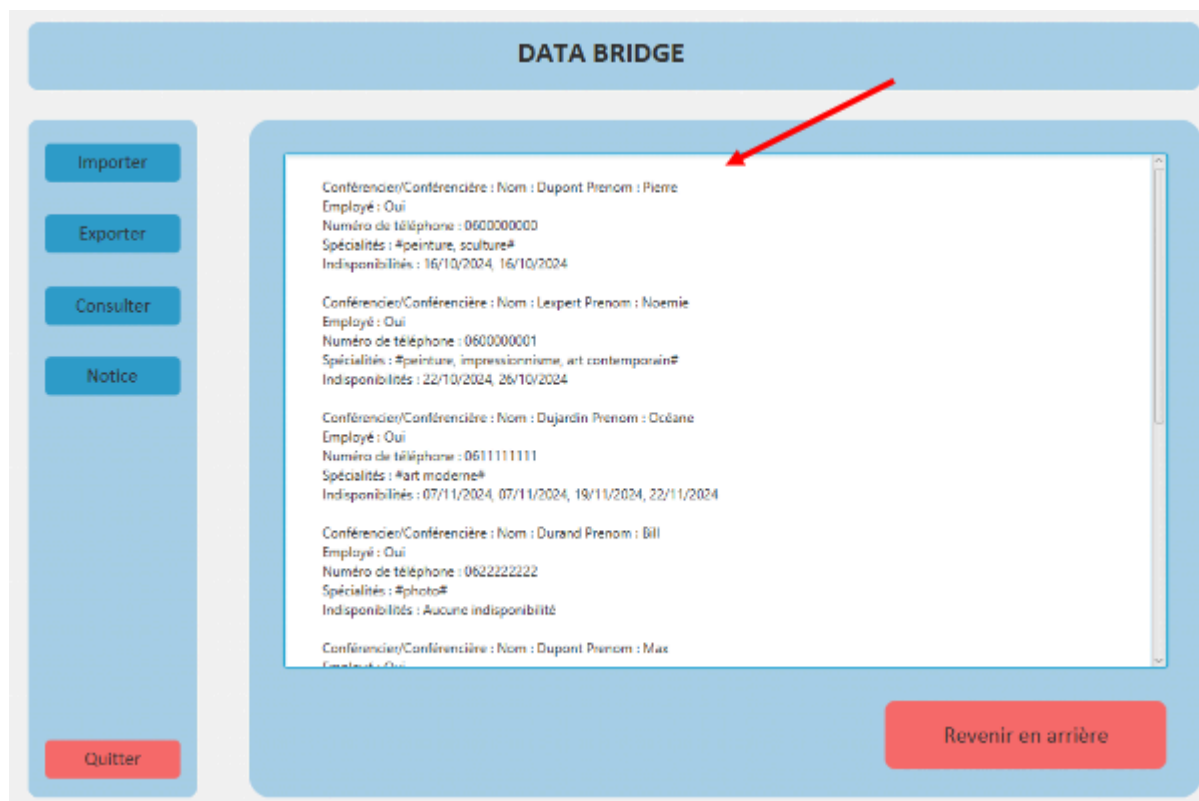 DATA BRIDGE
Importer
Exporter
Consulter
Notice
Quitter
Conférencier/Conférencière : Nom : Dupont Prenom : Pierre
Employé : Oui
Numéro de téléphone : 0600000000
Spécialités : #peinture, sculture#
Indisponibilités : 16/10/2024, 16/10/2024
Conférencier/Conférencière : Nom : Lexpert Prenom : Noemie
Employé : Oui
Numéro de téléphone : 0600000001
Spécialités : #peinture, impressionnisme, art contemporain#
Indisponibilités : 22/10/2024, 26/10/2024
Conférencier/Conférencière : Nom : Dujardin Prenom : Océane
Employé : Oui
Numéro de téléphone : 0611111111
Spécialités : #art moderne#
Indisponibilités : 07/11/2024, 07/11/2024, 19/11/2024, 22/11/2024
Conférencier/Conférencière : Nom : Durand Prenom : Bill
Employé : Oui
Numéro de téléphone : 0622222222
Spécialités : #photo#
Indisponibilités : Aucune indisponibilité
Conférencier/Conférencière : Nom : Dupont Prenom : Max
Employé : Oui
Revenir en arrière